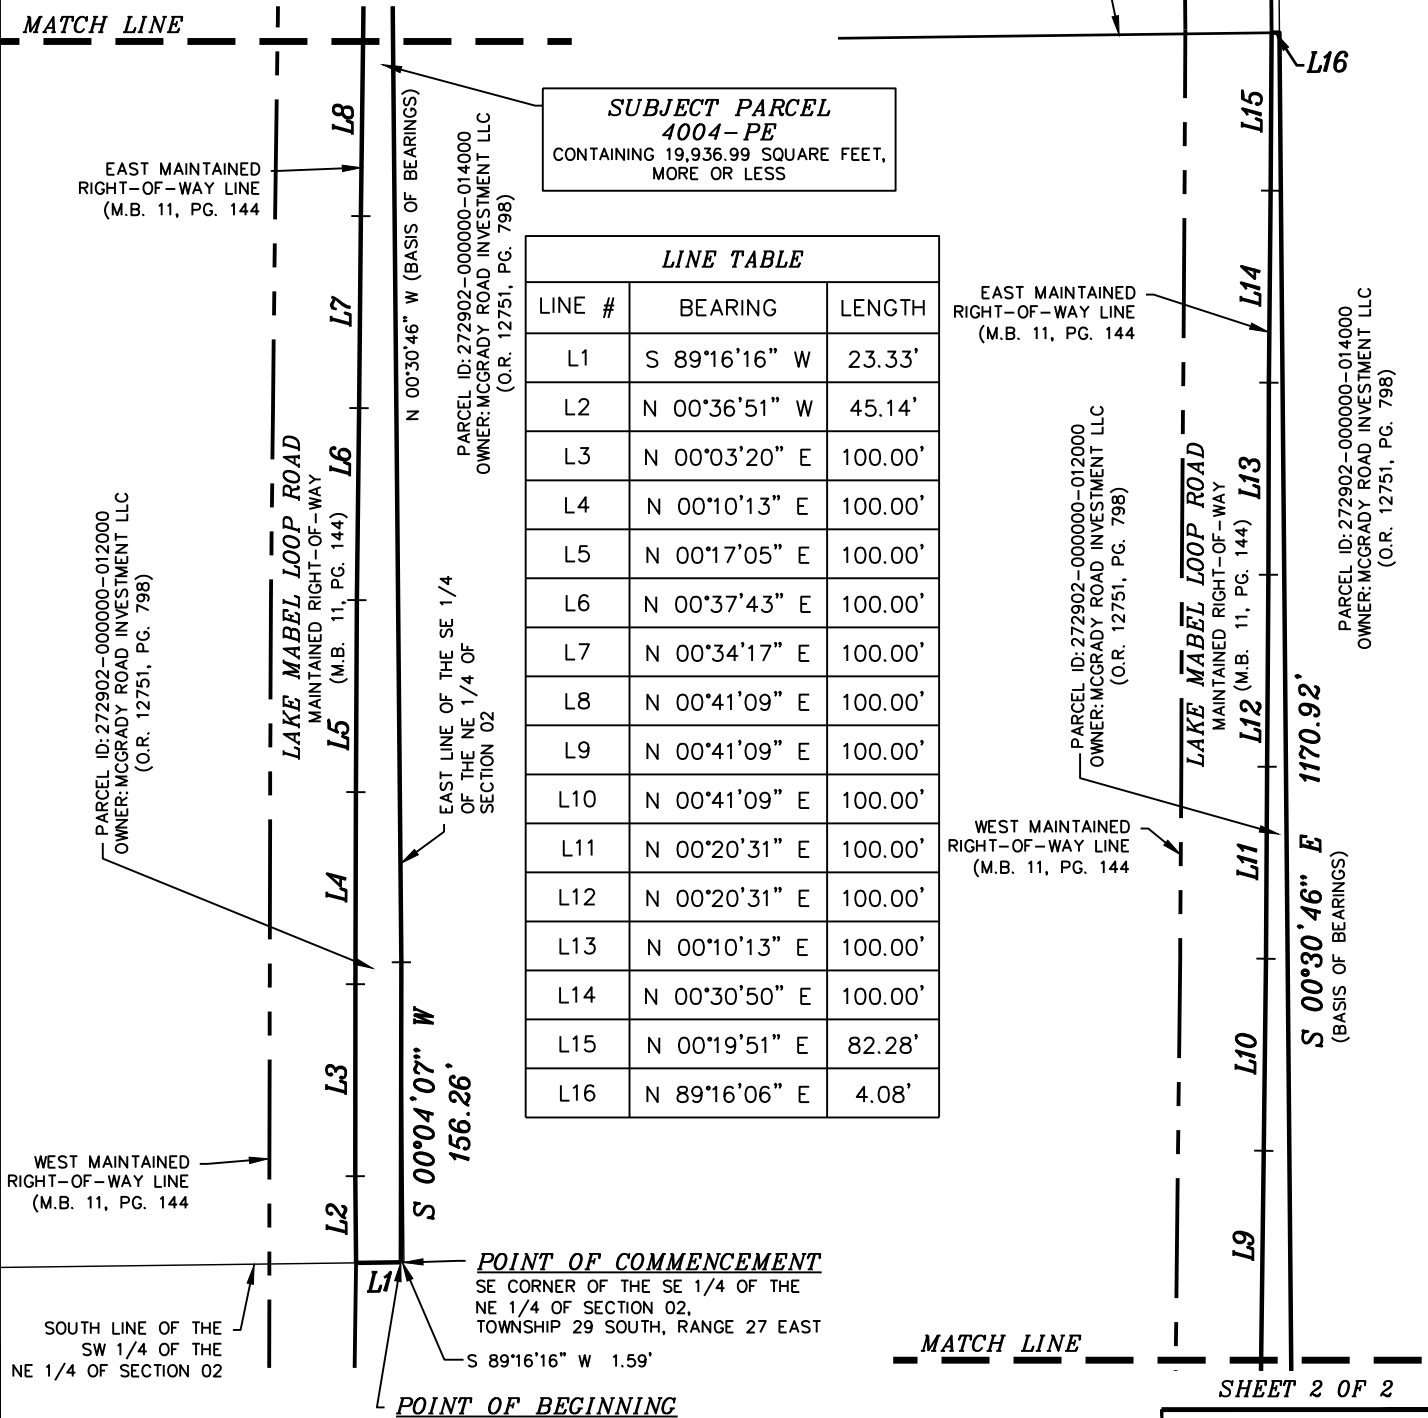 MATCH LINE
L8
EAST MAINTAINED
RIGHT-OF-WAY LINE
(M.B. 11, PG. 144
N 00°30'46" W (BASIS OF BEARINGS)
PARCEL ID:272902-000000-014000
OWNER:MCGRADY ROAD INVESTMENT LLC
(O.R. 12751, PG. 798)
SUBJECT PARCEL
4004-PE
CONTAINING 19,936.99 SQUARE FEET,
MORE OR LESS
L7
L6
LAKE MABEL LOOP ROAD
MAINTAINED RIGHT-OF-WAY
(M.B. 11, PG. 144)
PARCEL ID:272902-000000-012000
OWNER:MCGRADY ROAD INVESTMENT LLC
(O.R. 12751, PG. 798)
L5
EAST LINE OF THE SE 1/4
OF THE NE 1/4 OF
SECTION 02
L4
L3
S 00°04'07" W
156.26'
WEST MAINTAINED
RIGHT-OF-WAY LINE
(M.B. 11, PG. 144
L2
L1
POINT OF COMMENCEMENT
SE CORNER OF THE SE 1/4 OF THE
NE 1/4 OF SECTION 02,
TOWNSHIP 29 SOUTH, RANGE 27 EAST
SOUTH LINE OF THE
SW 1/4 OF THE
NE 1/4 OF SECTION 02
S 89°16'16" W 1.59'
POINT OF BEGINNING
LINE TABLE
LINE # BEARING LENGTH
L1 S 89°16'16" W 23.33'
L2 N 00°36'51" W 45.14'
L3 N 00°03'20" E 100.00'
L4 N 00°10'13" E 100.00'
L5 N 00°17'05" E 100.00'
L6 N 00°37'43" E 100.00'
L7 N 00°34'17" E 100.00'
L8 N 00°41'09" E 100.00'
L9 N 00°41'09" E 100.00'
L10 N 00°41'09" E 100.00'
L11 N 00°20'31" E 100.00'
L12 N 00°20'31" E 100.00'
L13 N 00°10'13" E 100.00'
L14 N 00°30'50" E 100.00'
L15 N 00°19'51" E 82.28'
L16 N 89°16'06" E 4.08'
L16
L15
EAST MAINTAINED
RIGHT-OF-WAY LINE
(M.B. 11, PG. 144
L14
PARCEL ID:272902-000000-014000
OWNER:MCGRADY ROAD INVESTMENT LLC
(O.R. 12751, PG. 798)
PARCEL ID:272902-000000-012000
OWNER:MCGRADY ROAD INVESTMENT LLC
(O.R. 12751, PG. 798)
LAKE MABEL LOOP ROAD
MAINTAINED RIGHT-OF-WAY
(M.B. 11, PG. 144)
L13
L12
S 00°30'46" E 1170.92'
(BASIS OF BEARINGS)
WEST MAINTAINED
RIGHT-OF-WAY LINE
(M.B. 11, PG. 144
L11
L10
L9
MATCH LINE
SHEET 2 OF 2